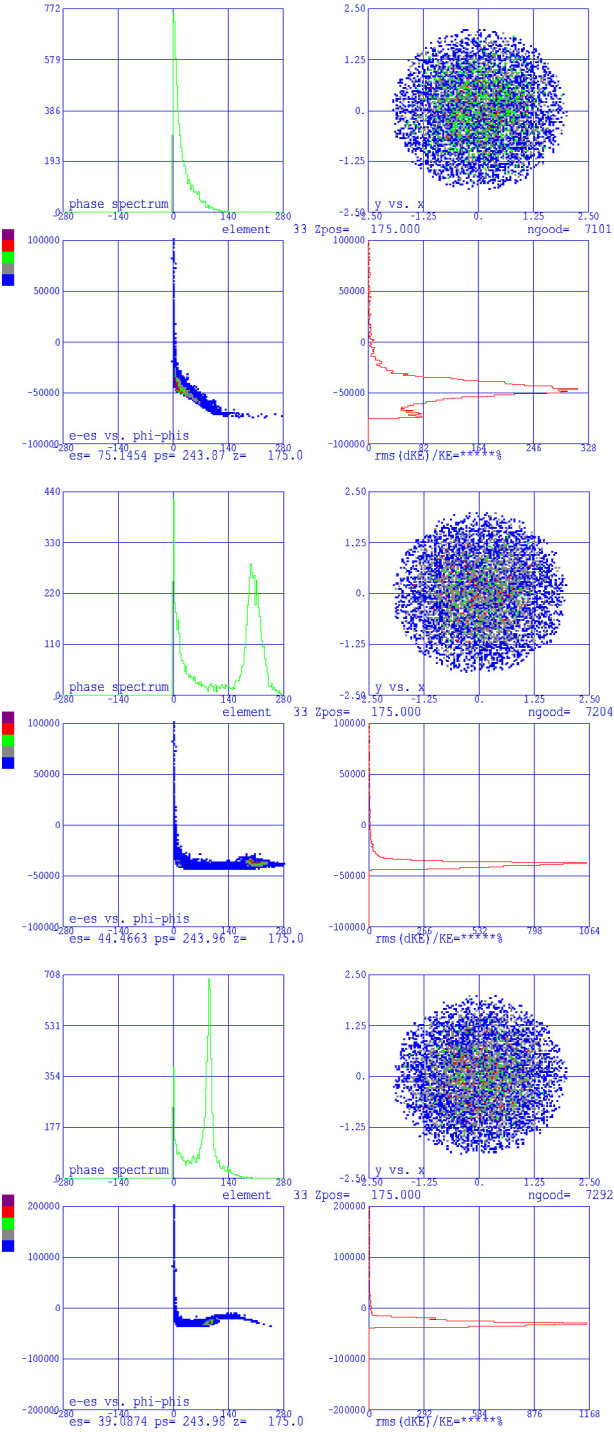 772
579
386
193
0
phase spectrum
-280 -140 0 140 280
2.50
1.25
0.
-1.25
-2.50
y vs. x
-2.50 -1.25 0. 1.25 2.50
element 33 Zpos= 175.000 ngood= 7101
100000
50000
0
-50000
-100000
e-es vs. phi-phis
-280 -140 0 140 280
es= 75.1454 ps= 243.87 z= 175.0
100000
50000
0
-50000
-100000
0 82 164 246 328
rms(dKE)/KE=*****%
440
330
220
110
0
phase spectrum
-280 -140 0 140 280
2.50
1.25
0.
-1.25
-2.50
y vs. x
-2.50 -1.25 0. 1.25 2.50
element 33 Zpos= 175.000 ngood= 7204
100000
50000
0
-50000
-100000
e-es vs. phi-phis
-280 -140 0 140 280
es= 44.4663 ps= 243.96 z= 175.0
100000
50000
0
-50000
-100000
0 266 532 798 1064
rms(dKE)/KE=*****%
708
531
354
177
0
phase spectrum
-280 -140 0 140 280
2.50
1.25
0.
-1.25
-2.50
y vs. x
-2.50 -1.25 0. 1.25 2.50
element 33 Zpos= 175.000 ngood= 7292
200000
100000
0
-100000
-200000
e-es vs. phi-phis
-280 -140 0 140 280
es= 39.0874 ps= 243.98 z= 175.0
200000
100000
0
-100000
-200000
0 292 584 876 1168
rms(dKE)/KE=*****%